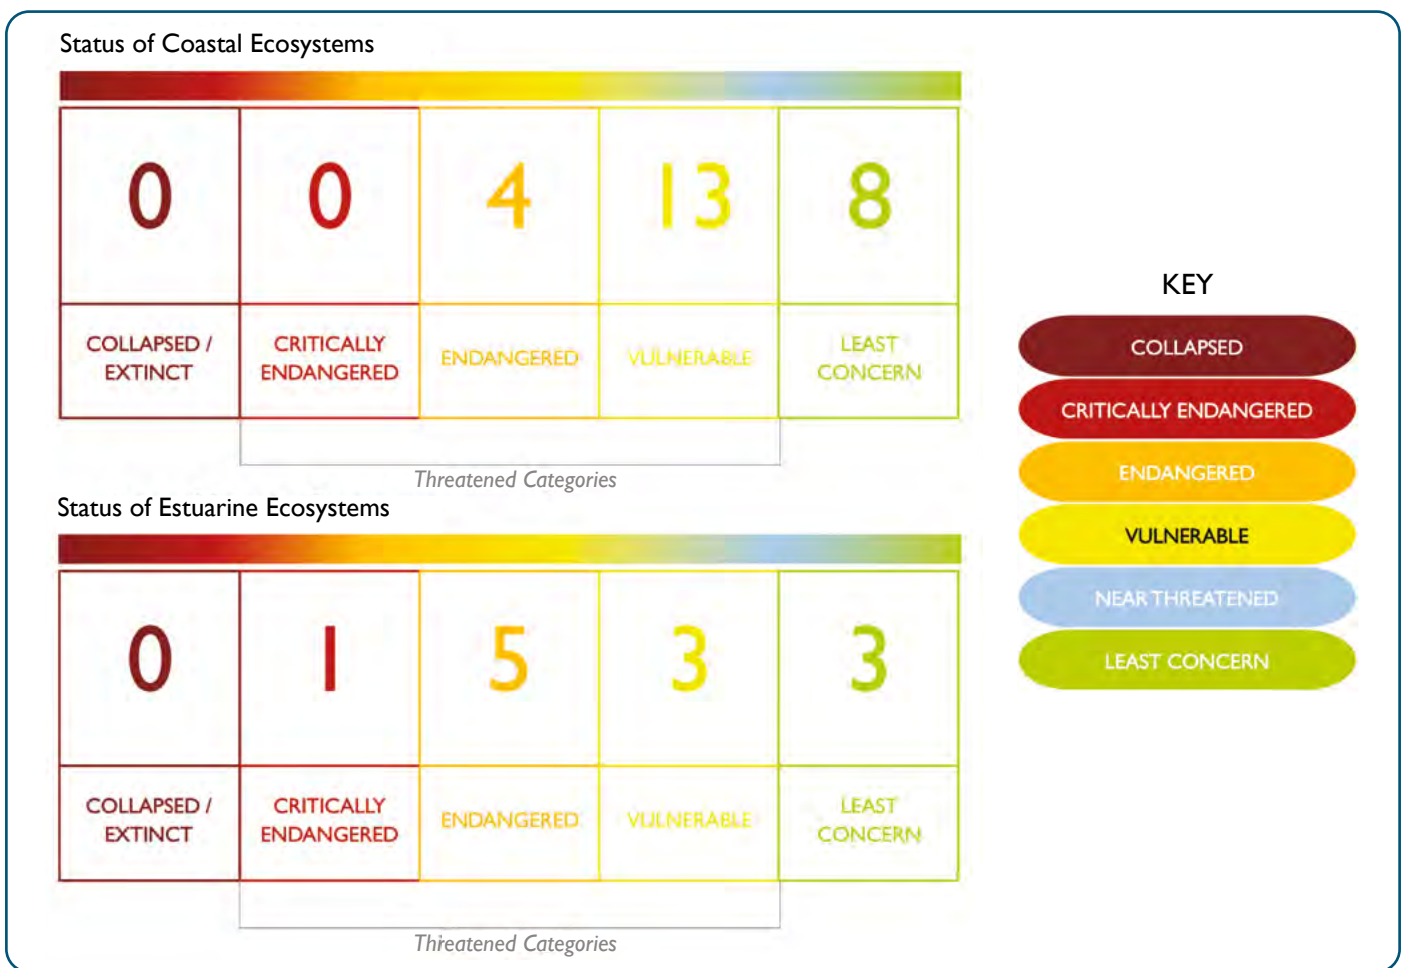 Status of Coastal Ecosystems
0
0
4
13
8
COLLAPSED /
EXTINCT
CRITICALLY
ENDANGERED
ENDANGERED
VULNERABLE
LEAST
CONCERN
Threatened Categories
Status of Estuarine Ecosystems
0
1
5
3
3
COLLAPSED /
EXTINCT
CRITICALLY
ENDANGERED
ENDANGERED
VULNERABLE
LEAST
CONCERN
Threatened Categories
KEY
COLLAPSED
CRITICALLY ENDANGERED
ENDANGERED
VULNERABLE
NEAR THREATENED
LEAST CONCERN